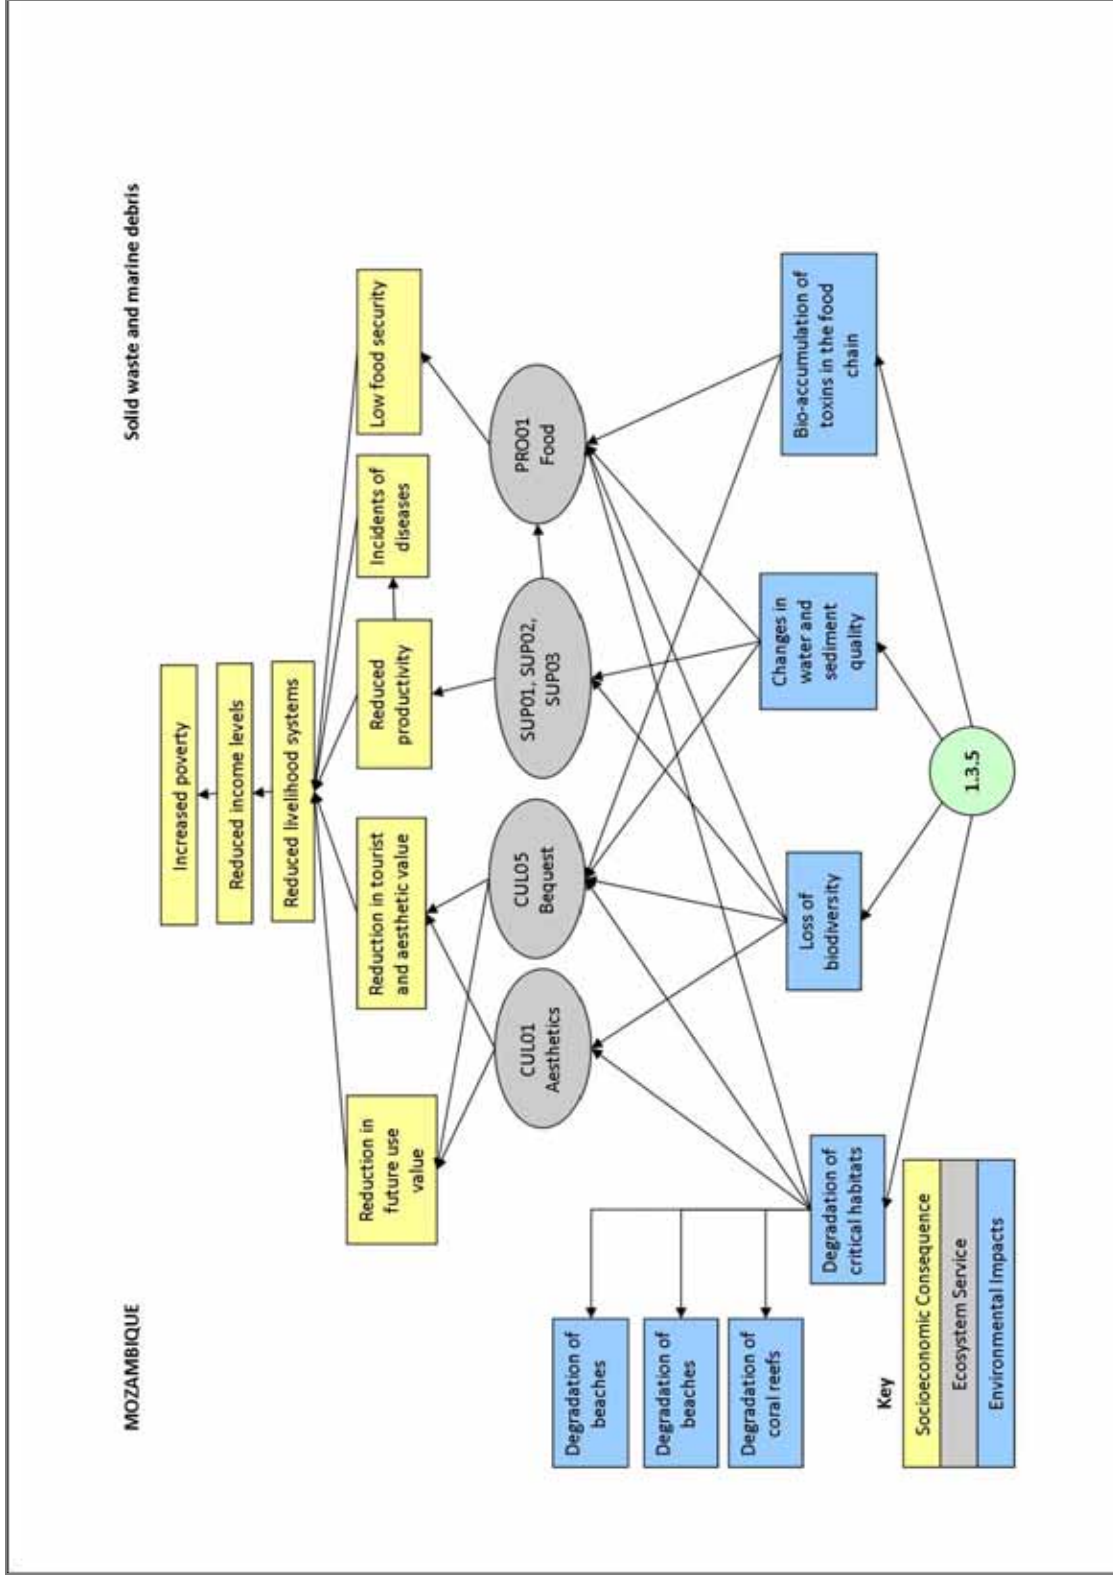 MOZAMBIQUE
Solid waste and marine debris
Increased poverty
Reduced income levels
Reduced livelihood systems
Reduction in
future use
value
Reduction in tourist
and aesthetic value
Reduced
productivity
Incidents of
diseases
Low food security
CUL01
Aesthetics
CUL05
Bequest
SUP01, SUP02,
SUP03
PRO01
Food
Degradation of
beaches
Degradation of
beaches
Degradation of
coral reefs
Degradation of
critical habitats
Loss of
biodiversity
Changes in
water and
sediment
quality
Bio-accumulation of
toxins in the food
chain
1.3.5
Key
Socioeconomic Consequence
Ecosystem Service
Environmental Impacts